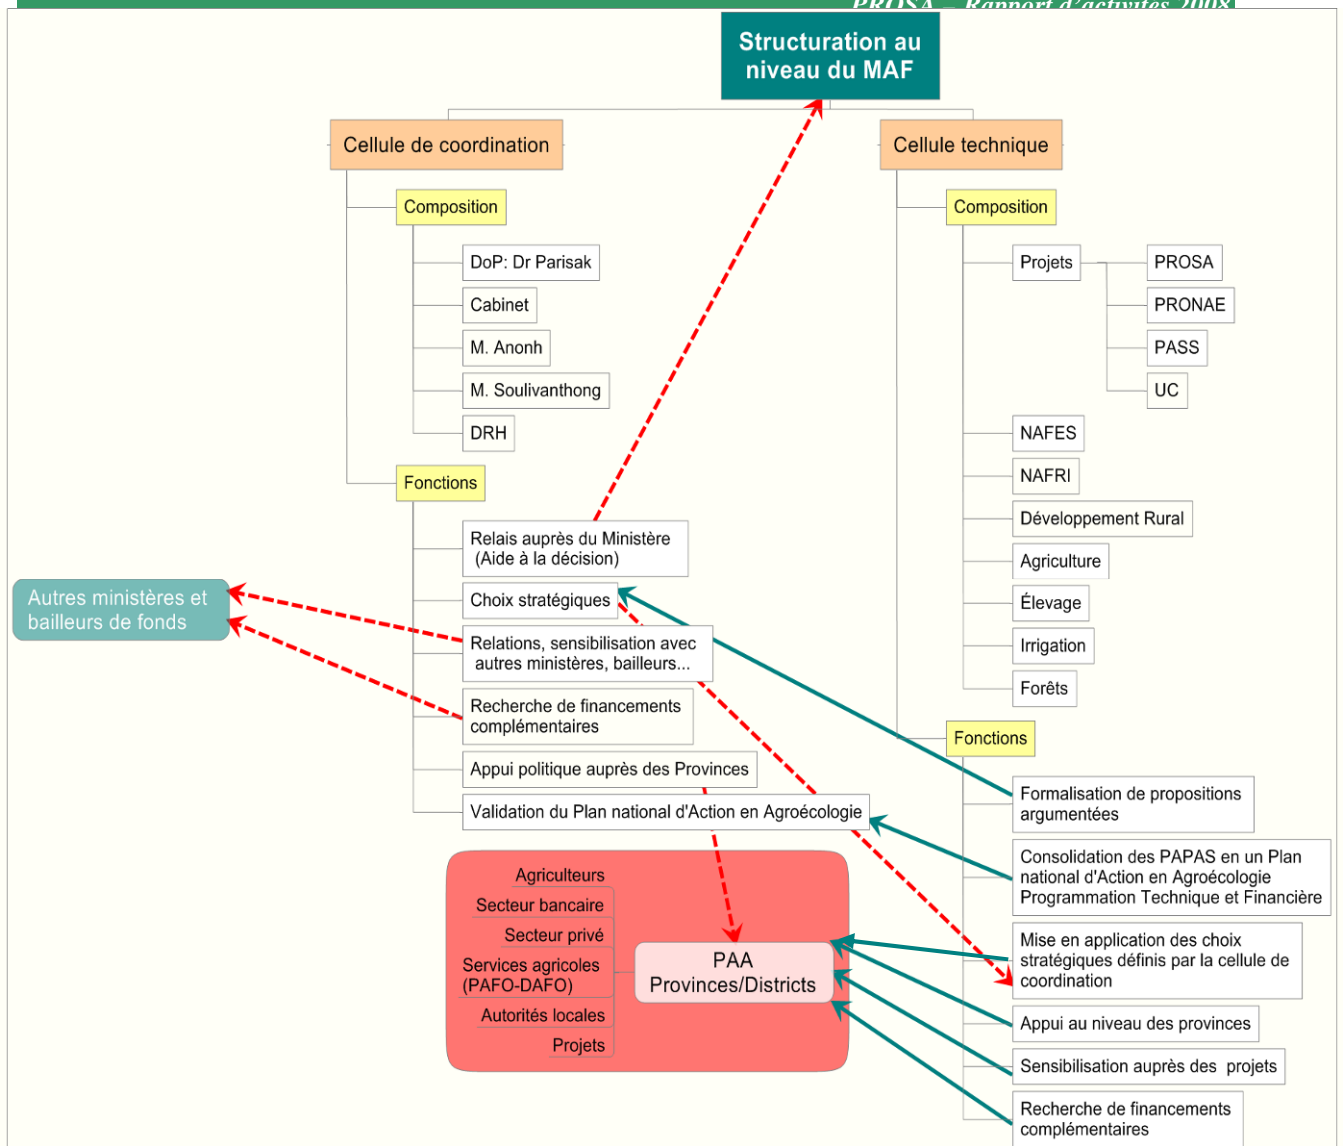 PROSA – Rapport d'activités 2008
Structuration au
niveau du MAF
Cellule de coordination
Composition
DoP: Dr Parisak
Cabinet
M. Anonh
M. Soulivanthong
DRH
Fonctions
Relais auprès du Ministère
(Aide à la décision)
Choix stratégiques
Relations, sensibilisation avec
autres ministères, bailleurs...
Recherche de financements
complémentaires
Appui politique auprès des Provinces
Validation du Plan national d'Action en Agroécologie
Autres ministères et
bailleurs de fonds
Cellule technique
Composition
Projets
PROSA
PRONAE
PASS
UC
NAFES
NAFRI
Développement Rural
Agriculture
Élevage
Irrigation
Forêts
Fonctions
Formalisation de propositions
argumentées
Consolidation des PAPAS en un Plan
national d'Action en Agroécologie
Programmation Technique et Financière
Mise en application des choix
stratégiques définis par la cellule de
coordination
Appui au niveau des provinces
Sensibilisation auprès des projets
Recherche de financements
complémentaires
Agriculteurs
Secteur bancaire
Secteur privé
Services agricoles
(PAFO-DAFO)
Autorités locales
Projets
PAA
Provinces/Districts